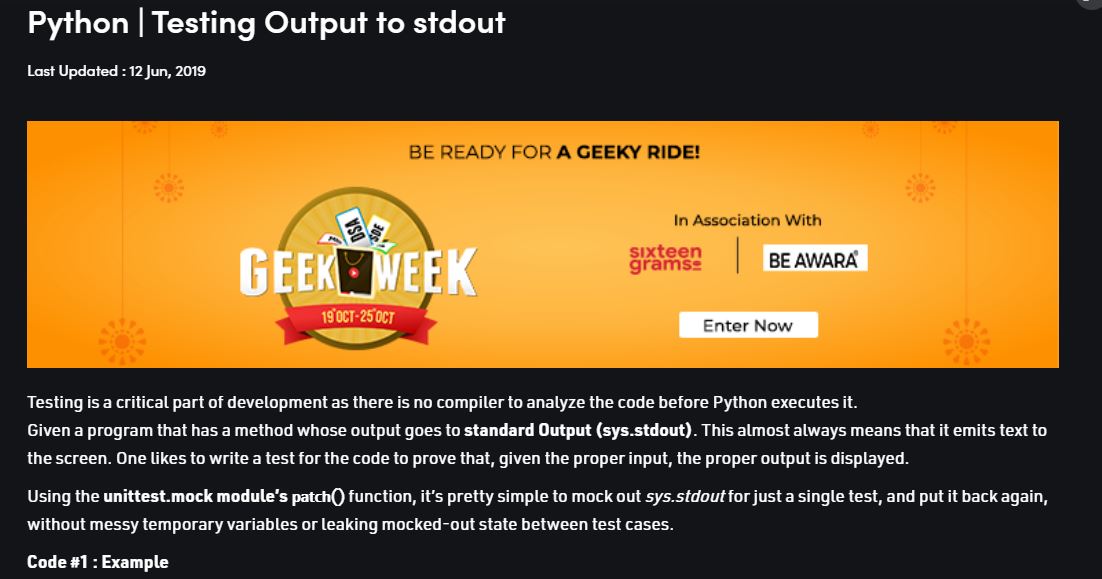 Python | Testing Output to stdout
Last Updated : 12 Jun, 2019
BE READY FOR A GEEKY RIDE!
DSA
SDE
GEEK WEEK
19 OCT-25 OCT
In Association With
sixteen
grams
BE AWARA
Enter Now
Testing is a critical part of development as there is no compiler to analyze the code before Python executes it.
Given a program that has a method whose output goes to standard Output (sys.stdout). This almost always means that it emits text to
the screen. One likes to write a test for the code to prove that, given the proper input, the proper output is displayed.
Using the unittest.mock module’s patch() function, it’s pretty simple to mock out sys.stdout for just a single test, and put it back again,
without messy temporary variables or leaking mocked-out state between test cases.
Code #1 : Example